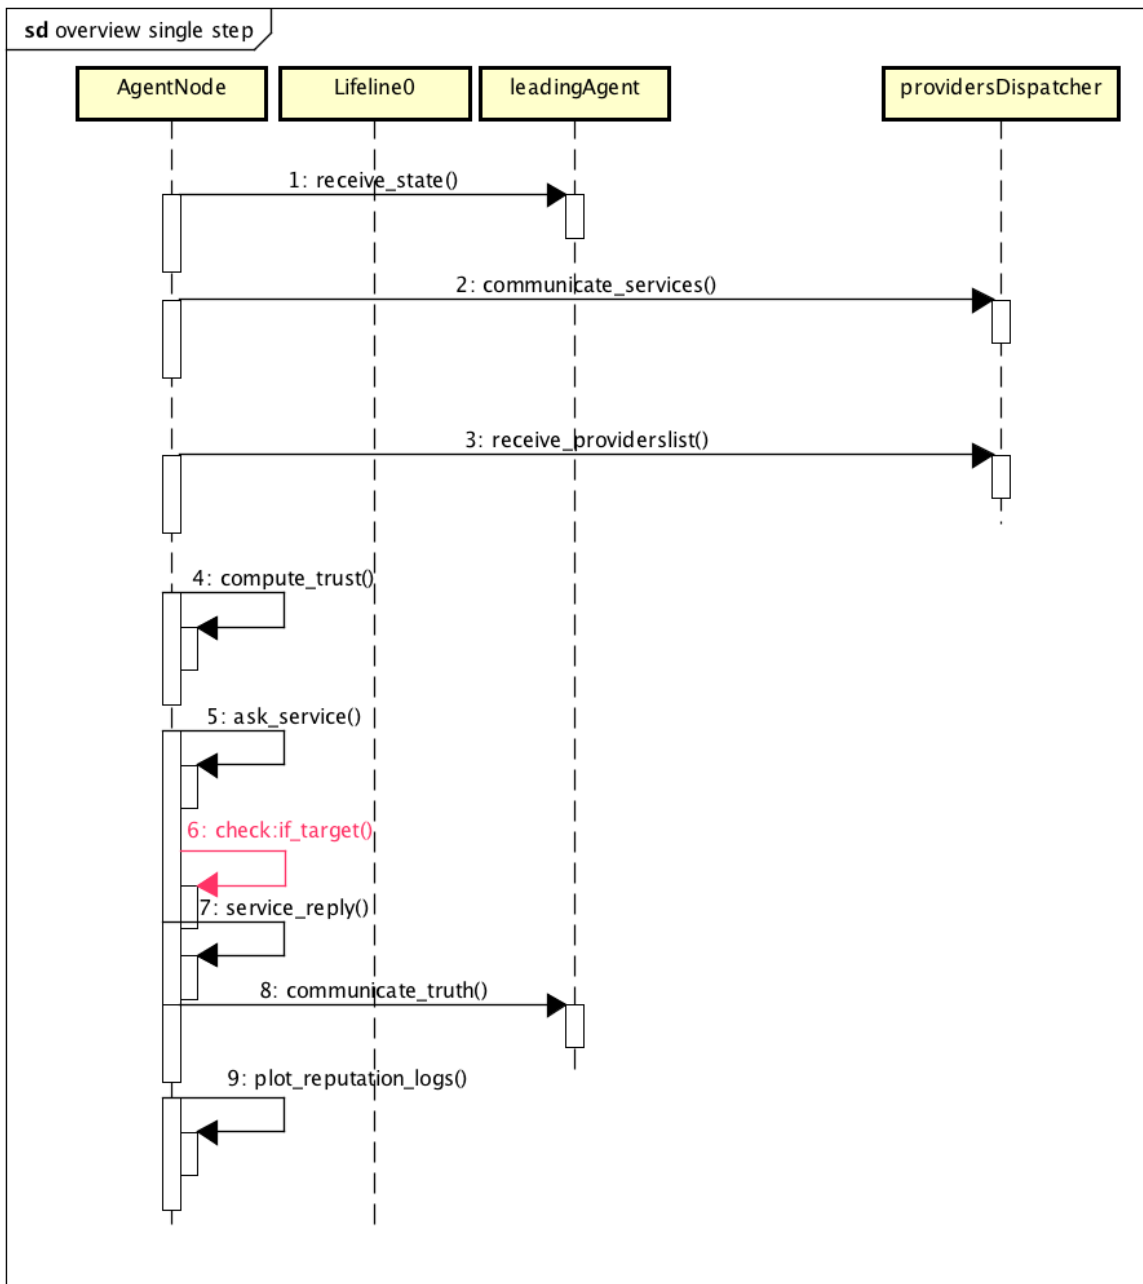 sd overview single step
AgentNode
Lifeline0
leadingAgent
providersDispatcher
1: receive_state()
2: communicate_services()
3: receive_providerslist()
4: compute_trust()
5: ask_service()
6: check:if_target()
7: service_reply()
8: communicate_truth()
9: plot_reputation_logs()